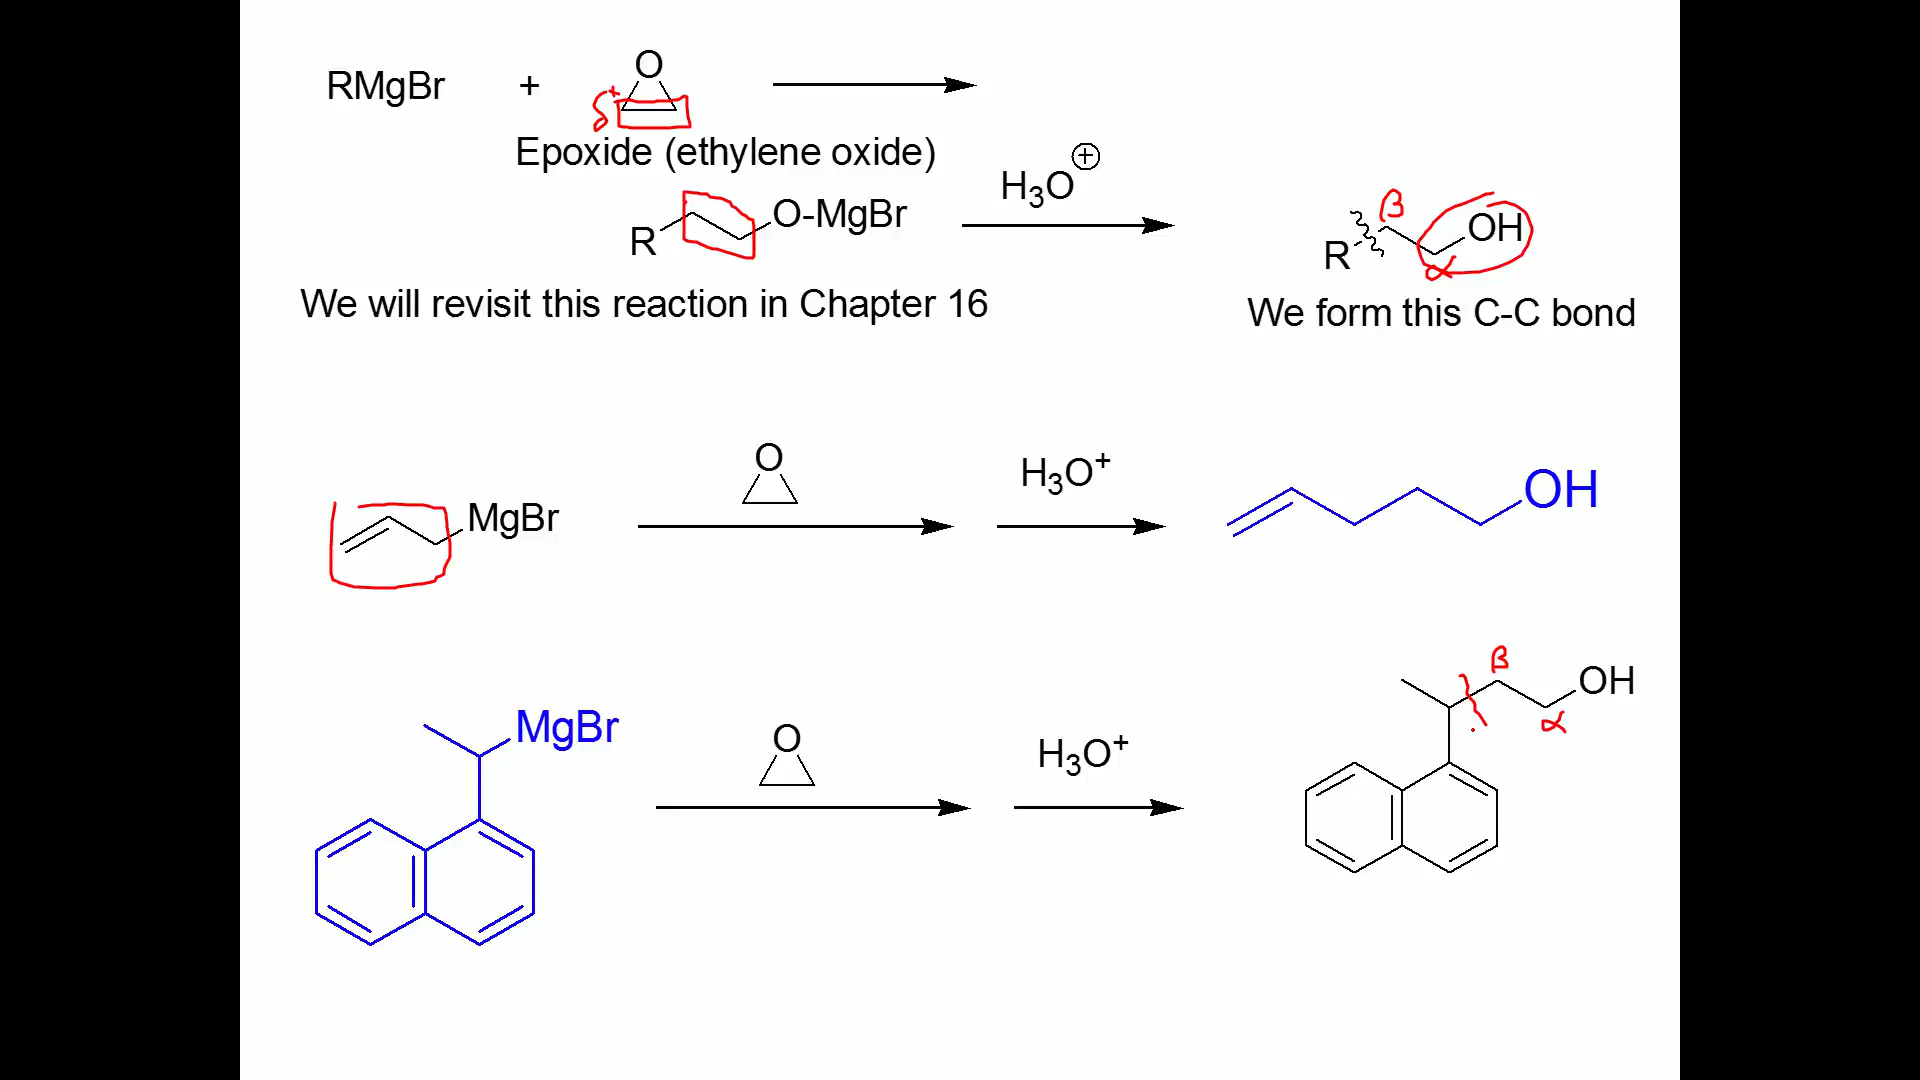 O
RMgBr + ⟶
δ+
Epoxide (ethylene oxide)
H₃O⊕
R O-MgBr
β
R OH
α
We will revisit this reaction in Chapter 16
We form this C-C bond
O
H₃O⁺
MgBr
OH
β
OH
α
MgBr
O
H₃O⁺